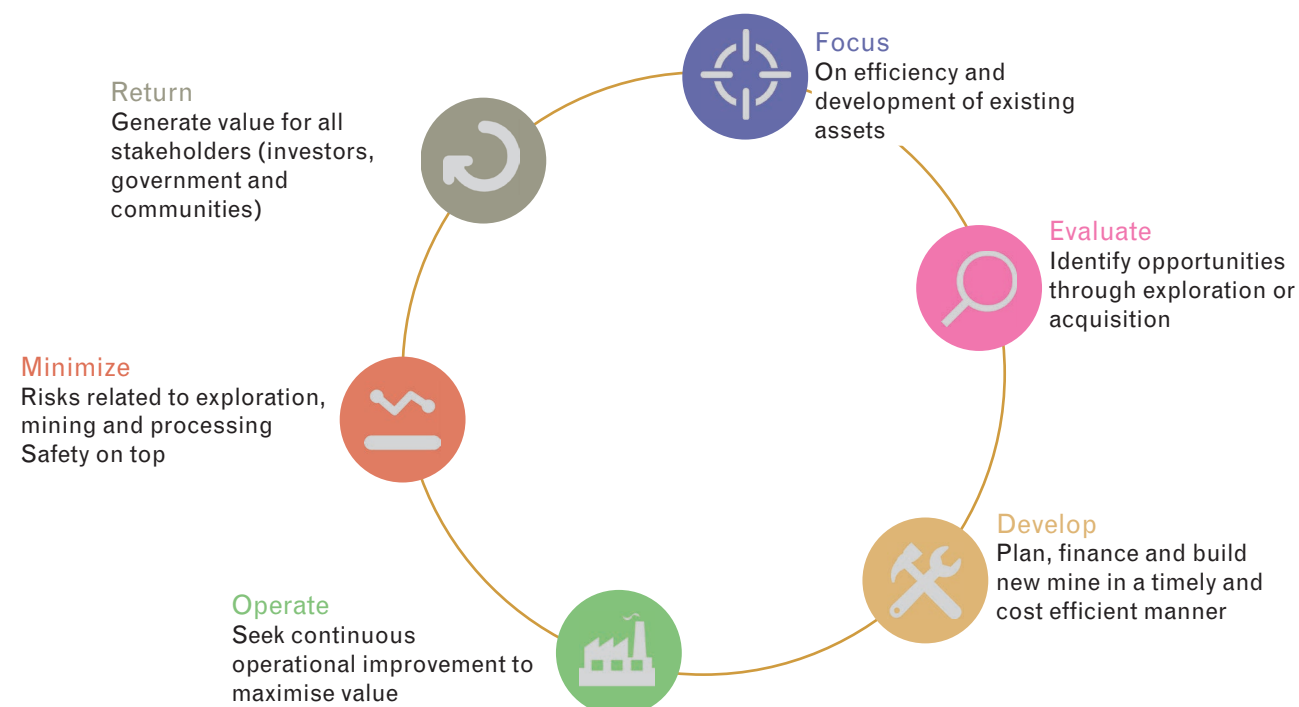 Focus
On efficiency and
development of existing
assets
Evaluate
Identify opportunities
through exploration or
acquisition
Develop
Plan, finance and build
new mine in a timely and
cost efficient manner
Operate
Seek continuous
operational improvement to
maximise value
Minimize
Risks related to exploration,
mining and processing
Safety on top
Return
Generate value for all
stakeholders (investors,
government and
communities)